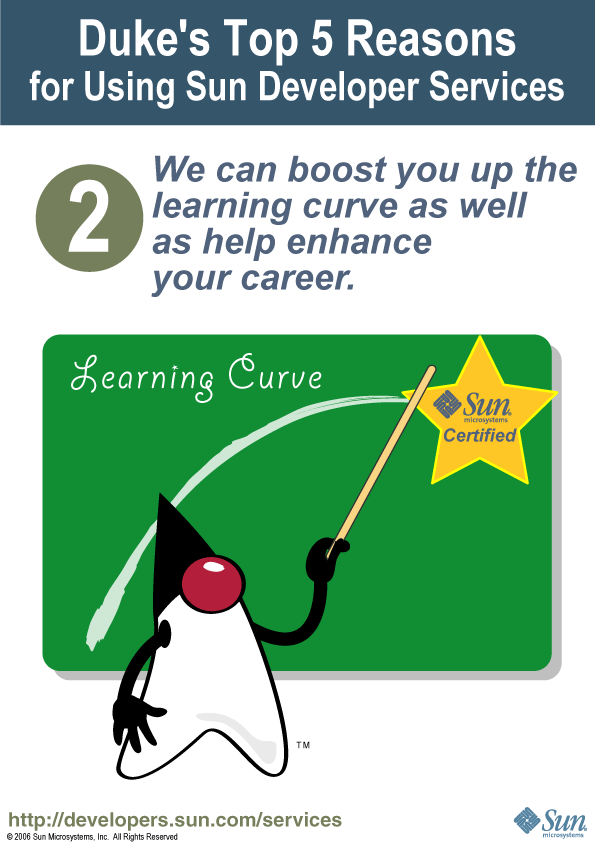 Duke's Top 5 Reasons
for Using Sun Developer Services
2
We can boost you up the
learning curve as well
as help enhance
your career.
Learning Curve
Sun
microsystems
Certified
TM
http://developers.sun.com/services
© 2006 Sun Microsystems, Inc. All Rights Reserved
Sun
microsystems